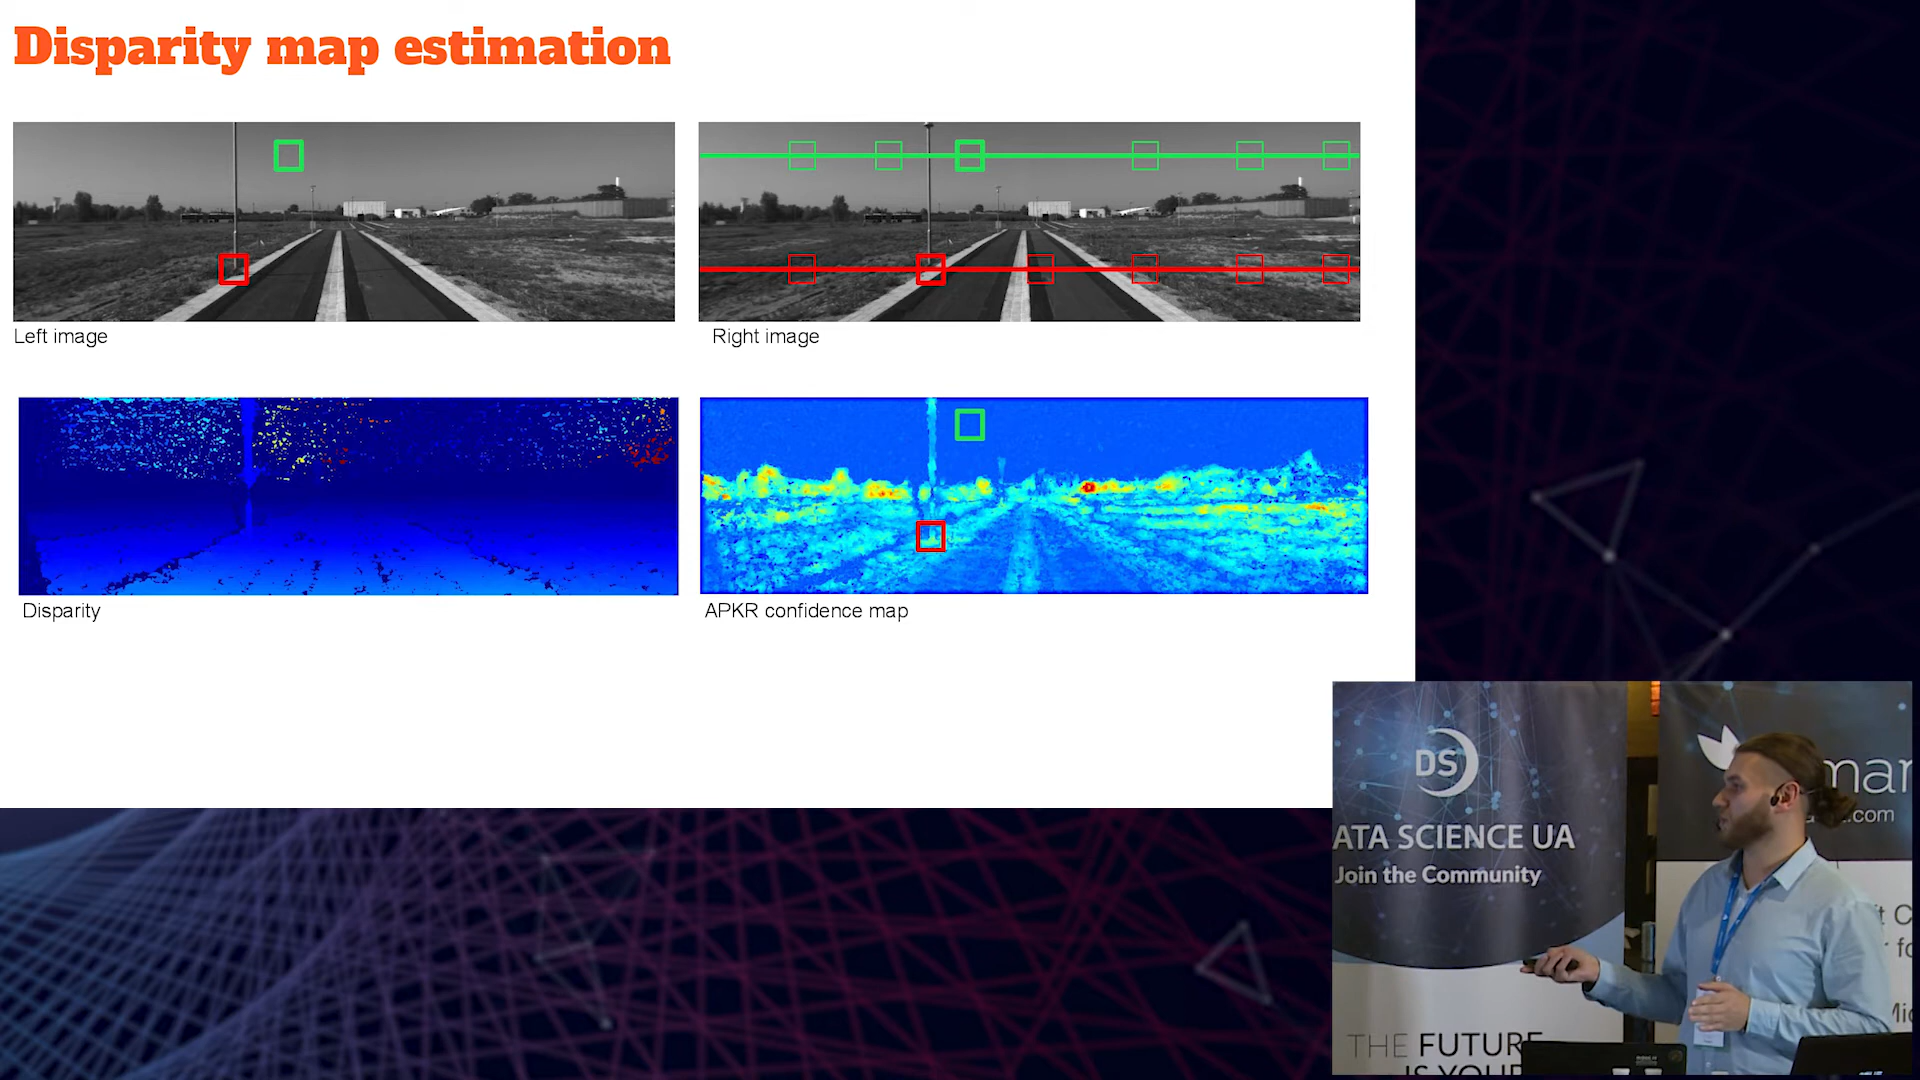 Disparity map estimation
Left image
Right image
Disparity
APKR confidence map
DS
ATA SCIENCE UA
Join the Community
mar
.com
THE FUTURE